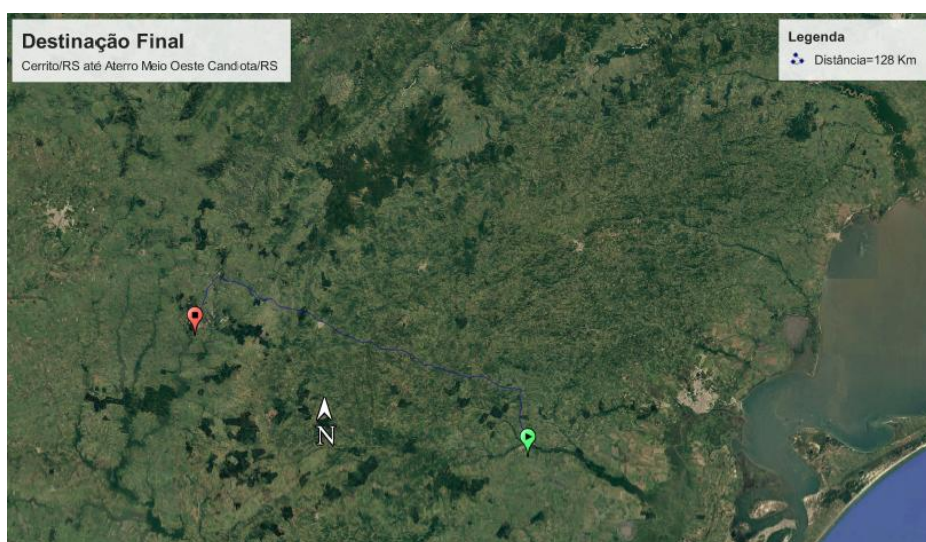 Destinação Final
Cerrito/RS até Aterro Meio Oeste Candiota/RS
Legenda
Distância=128 Km
N